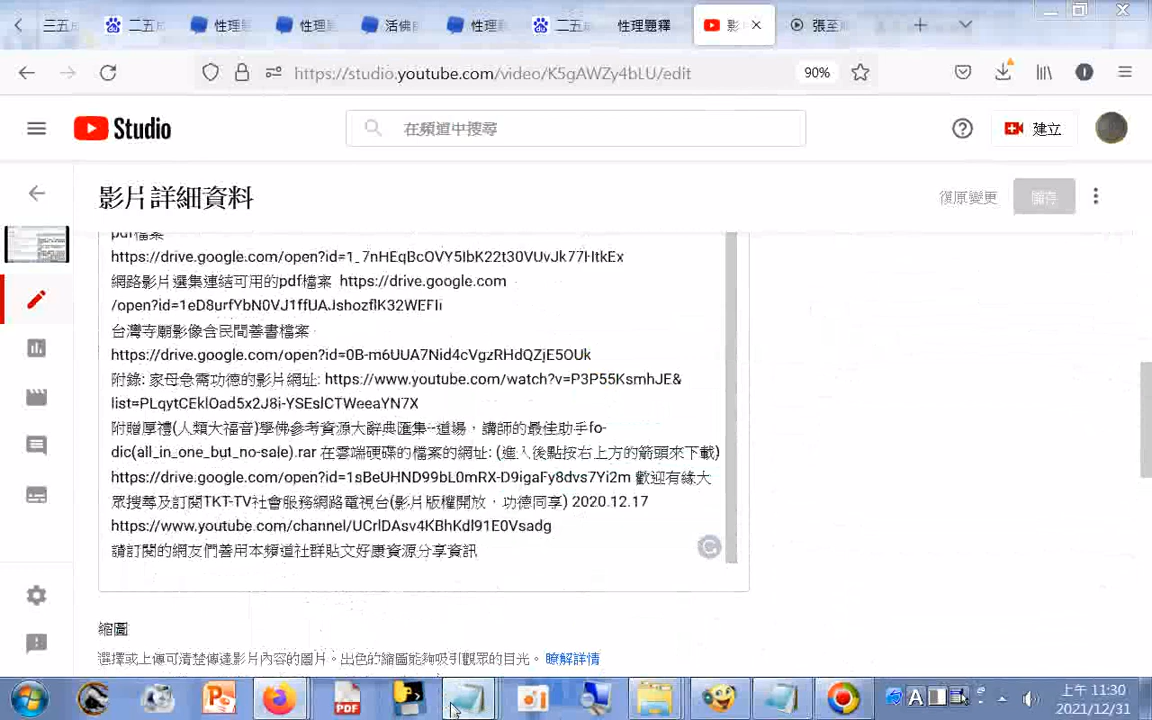 三五
二五
性理
性理
活佛
性理
二五
性理題釋
影
張至
https://studio.youtube.com/video/K5gAWZy4bLU/edit
90%
Studio
在頻道中搜尋
建立
影片詳細資料
復原變更
儲存
pdf檔案
https://drive.google.com/open?id=1_7nHEqBcOVY5IbK22t30VUvJk77HtkEx
網路影片選集連結可用的pdf檔案 https://drive.google.com
/open?id=1eD8urfYbN0VJ1ffUAJshozflK32WEFIi
台灣寺廟影像含民間善書檔案
https://drive.google.com/open?id=0B-m6UUA7Nid4cVgzRHdQZjE5OUk
附錄: 家母急需功德的影片網址: https://www.youtube.com/watch?v=P3P55KsmhJE&
list=PLqytCEklOad5x2J8i-YSEslCTWeeaYN7X
附贈厚禮(人類大福音)學佛參考資源大辭典匯集--道場，講師的最佳助手fo-
dic(all_in_one_but_no-sale).rar 在雲端硬碟的檔案的網址: (進入後點按右上方的箭頭來下載)
https://drive.google.com/open?id=1sBeUHND99bL0mRX-D9igaFy8dvs7Yi2m 歡迎有緣大
眾搜尋及訂閱TKT-TV社會服務網路電視台(影片版權開放，功德同享) 2020.12.17
https://www.youtube.com/channel/UCrlDAsv4KBhKdl91E0Vsadg
請訂閱的網友們善用本頻道社群貼文好康資源分享資訊
縮圖
選擇或上傳可清楚傳達影片內容的圖片。出色的縮圖能夠吸引觀眾的目光。瞭解詳情
PDF
A
上午 11:30
2021/12/31